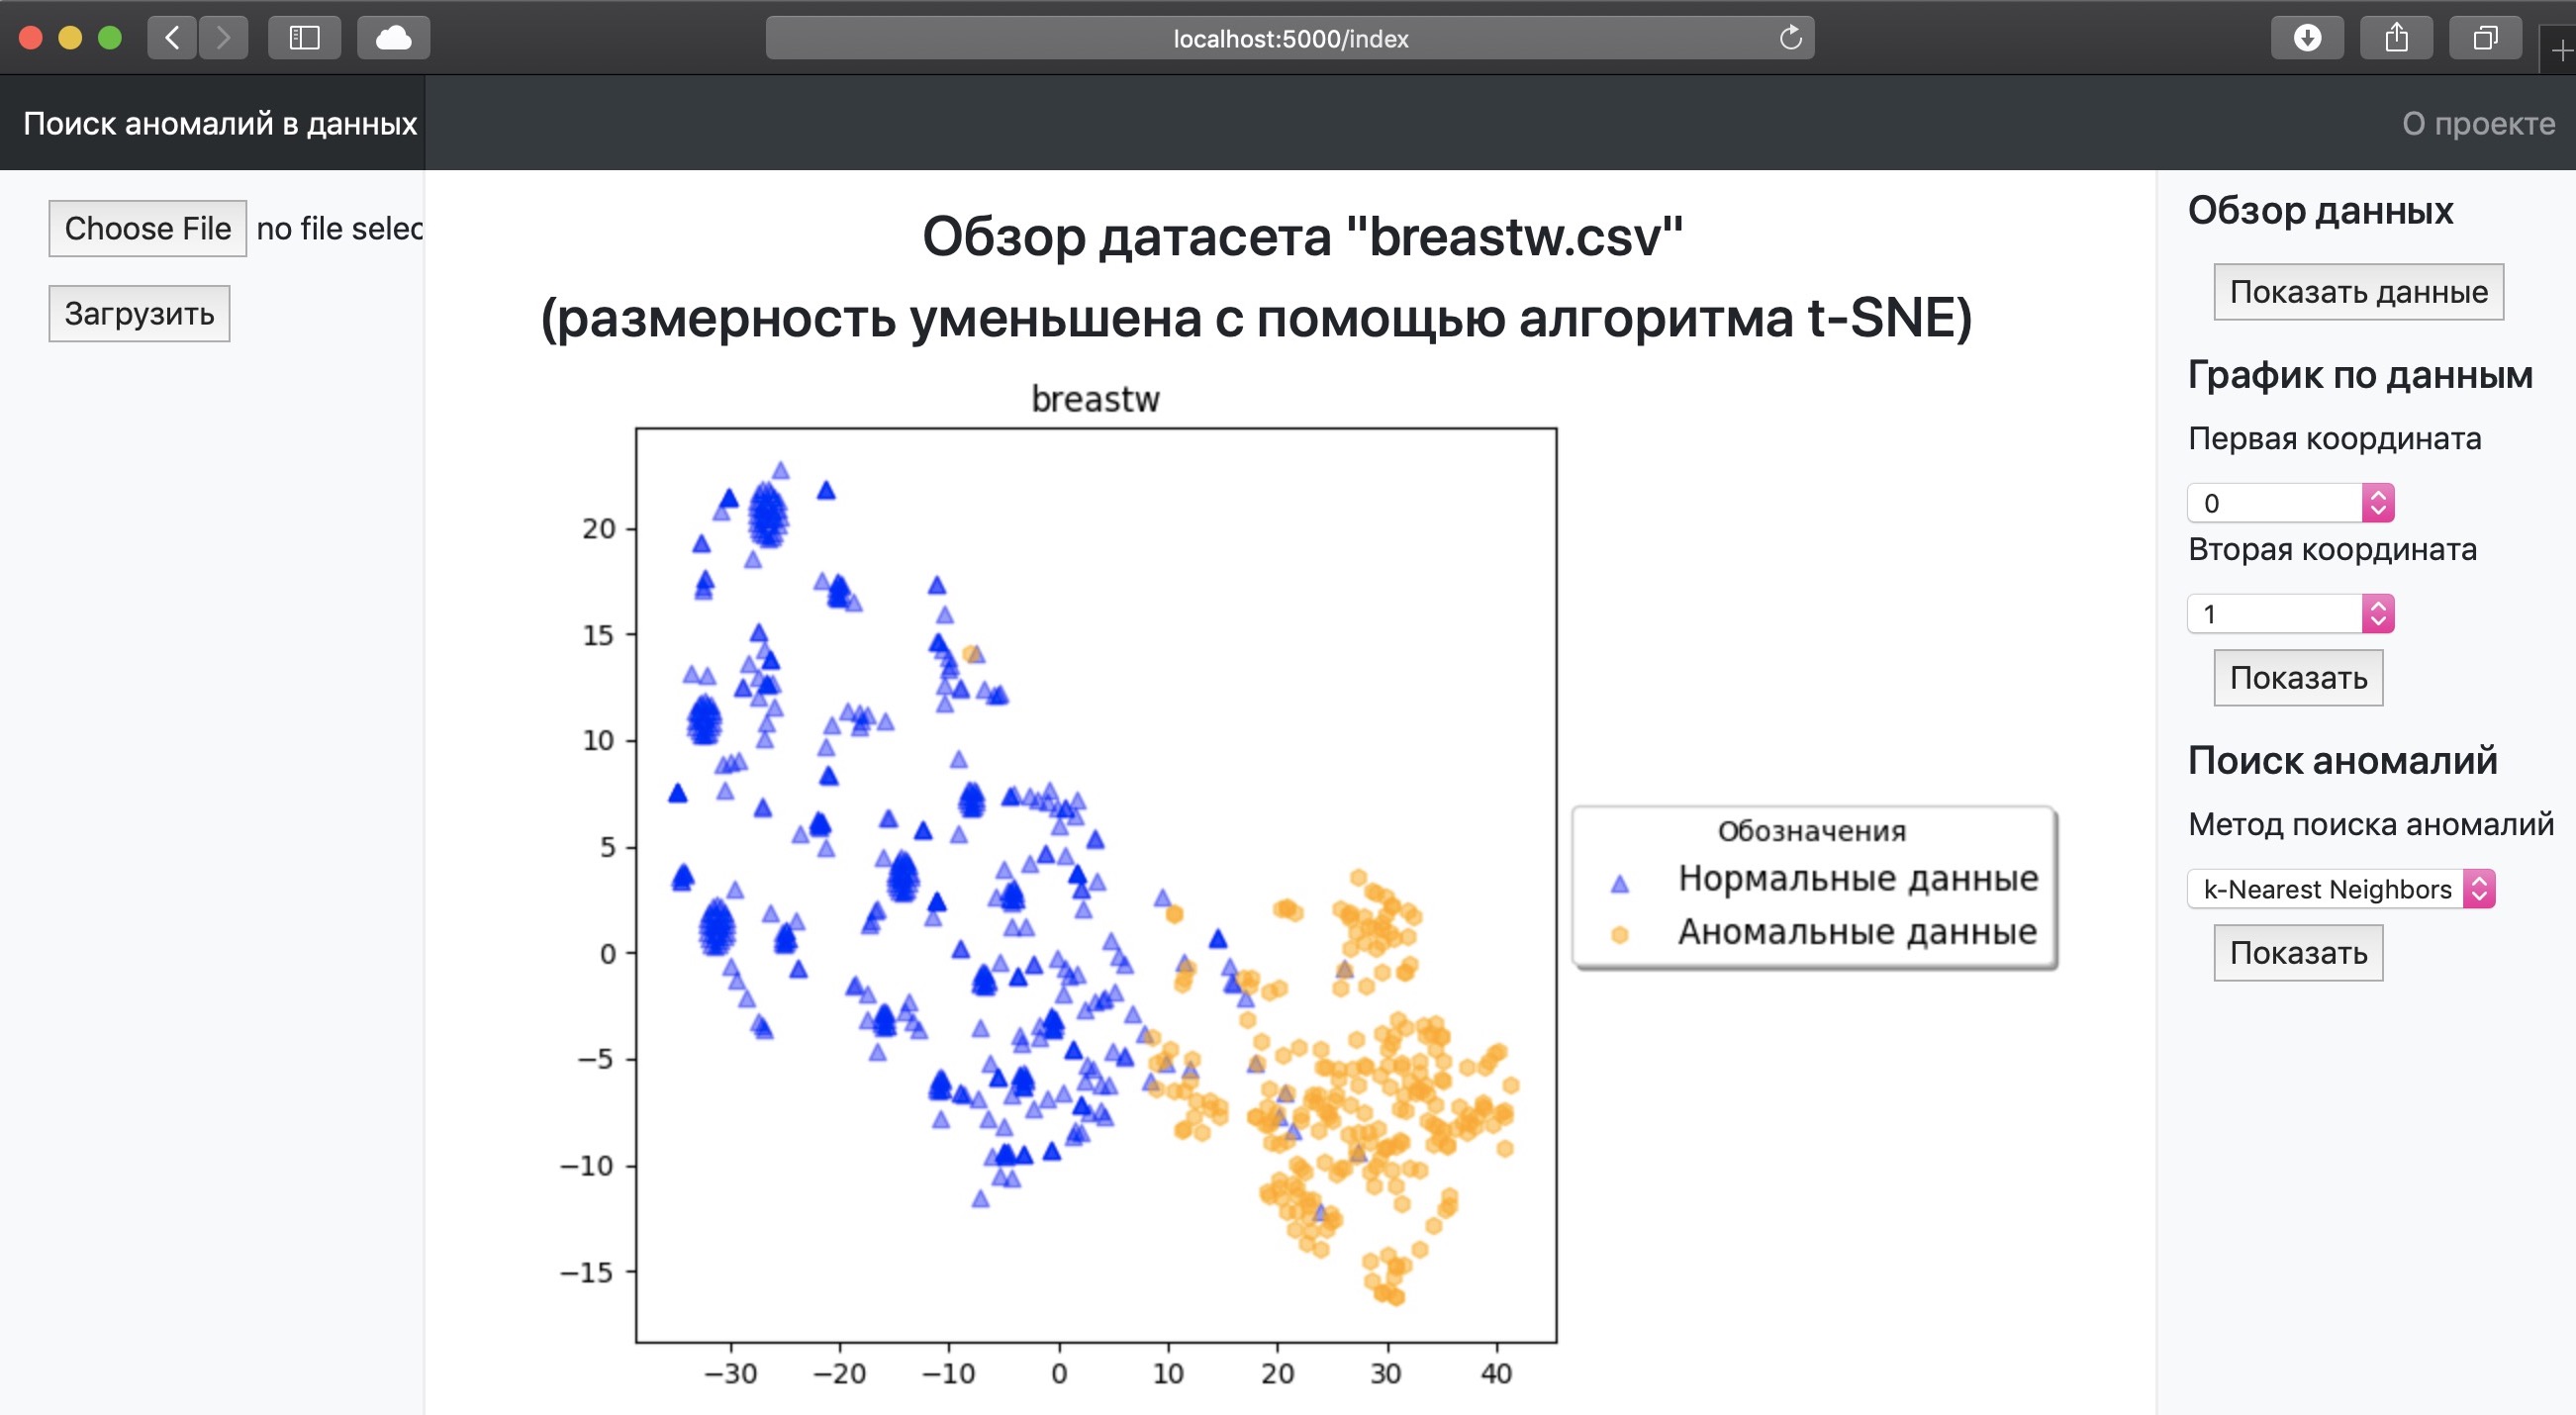 localhost:5000/index
Поиск аномалий в данных
О проекте
Choose File no file selec
Загрузить
Обзор датасета "breastw.csv"
(размерность уменьшена с помощью алгоритма t-SNE)
breastw
20
15
10
5
0
−5
−10
−15
−30 −20 −10 0 10 20 30 40
Обозначения
Нормальные данные
Аномальные данные
Обзор данных
Показать данные
График по данным
Первая координата
0
Вторая координата
1
Показать
Поиск аномалий
Метод поиска аномалий
k-Nearest Neighbors
Показать